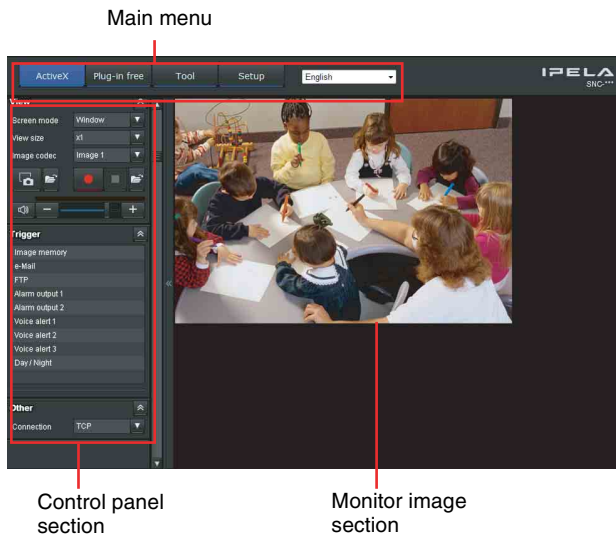 Main menu
ActiveX Plug-in free Tool Setup English
IPELA
SNC-***
View
Screen mode Window
View size x1
Image codec Image 1
Trigger
Image memory
e-Mail
FTP
Alarm output 1
Alarm output 2
Voice alert 1
Voice alert 2
Voice alert 3
Day / Night
Other
Connection TCP
Control panel
section
Monitor image
section